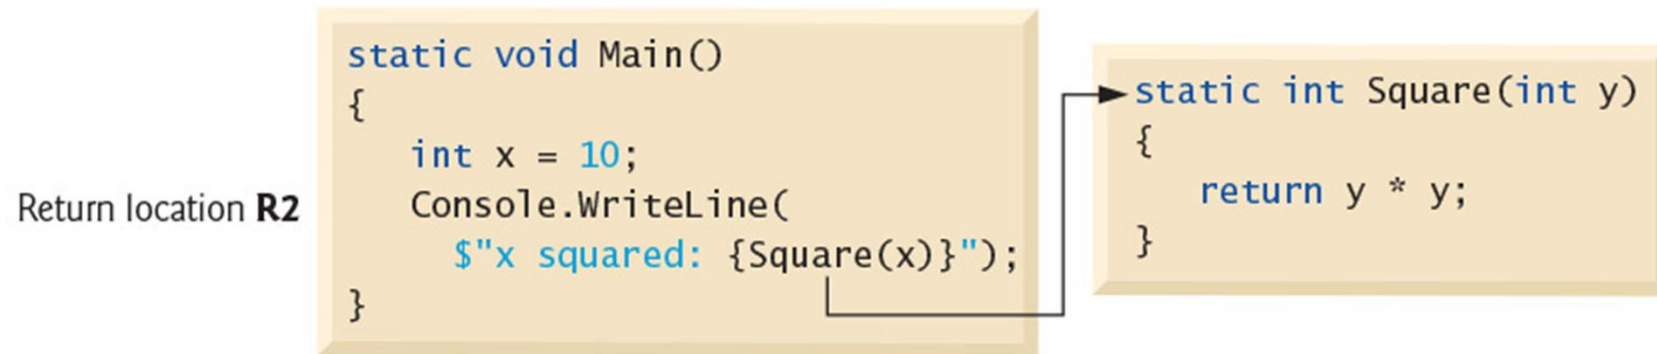 static void Main()
{
int x = 10;
Return location R2
Console.WriteLine(
$"x squared: {Square(x)}");
}
static int Square(int y)
{
return y * y;
}